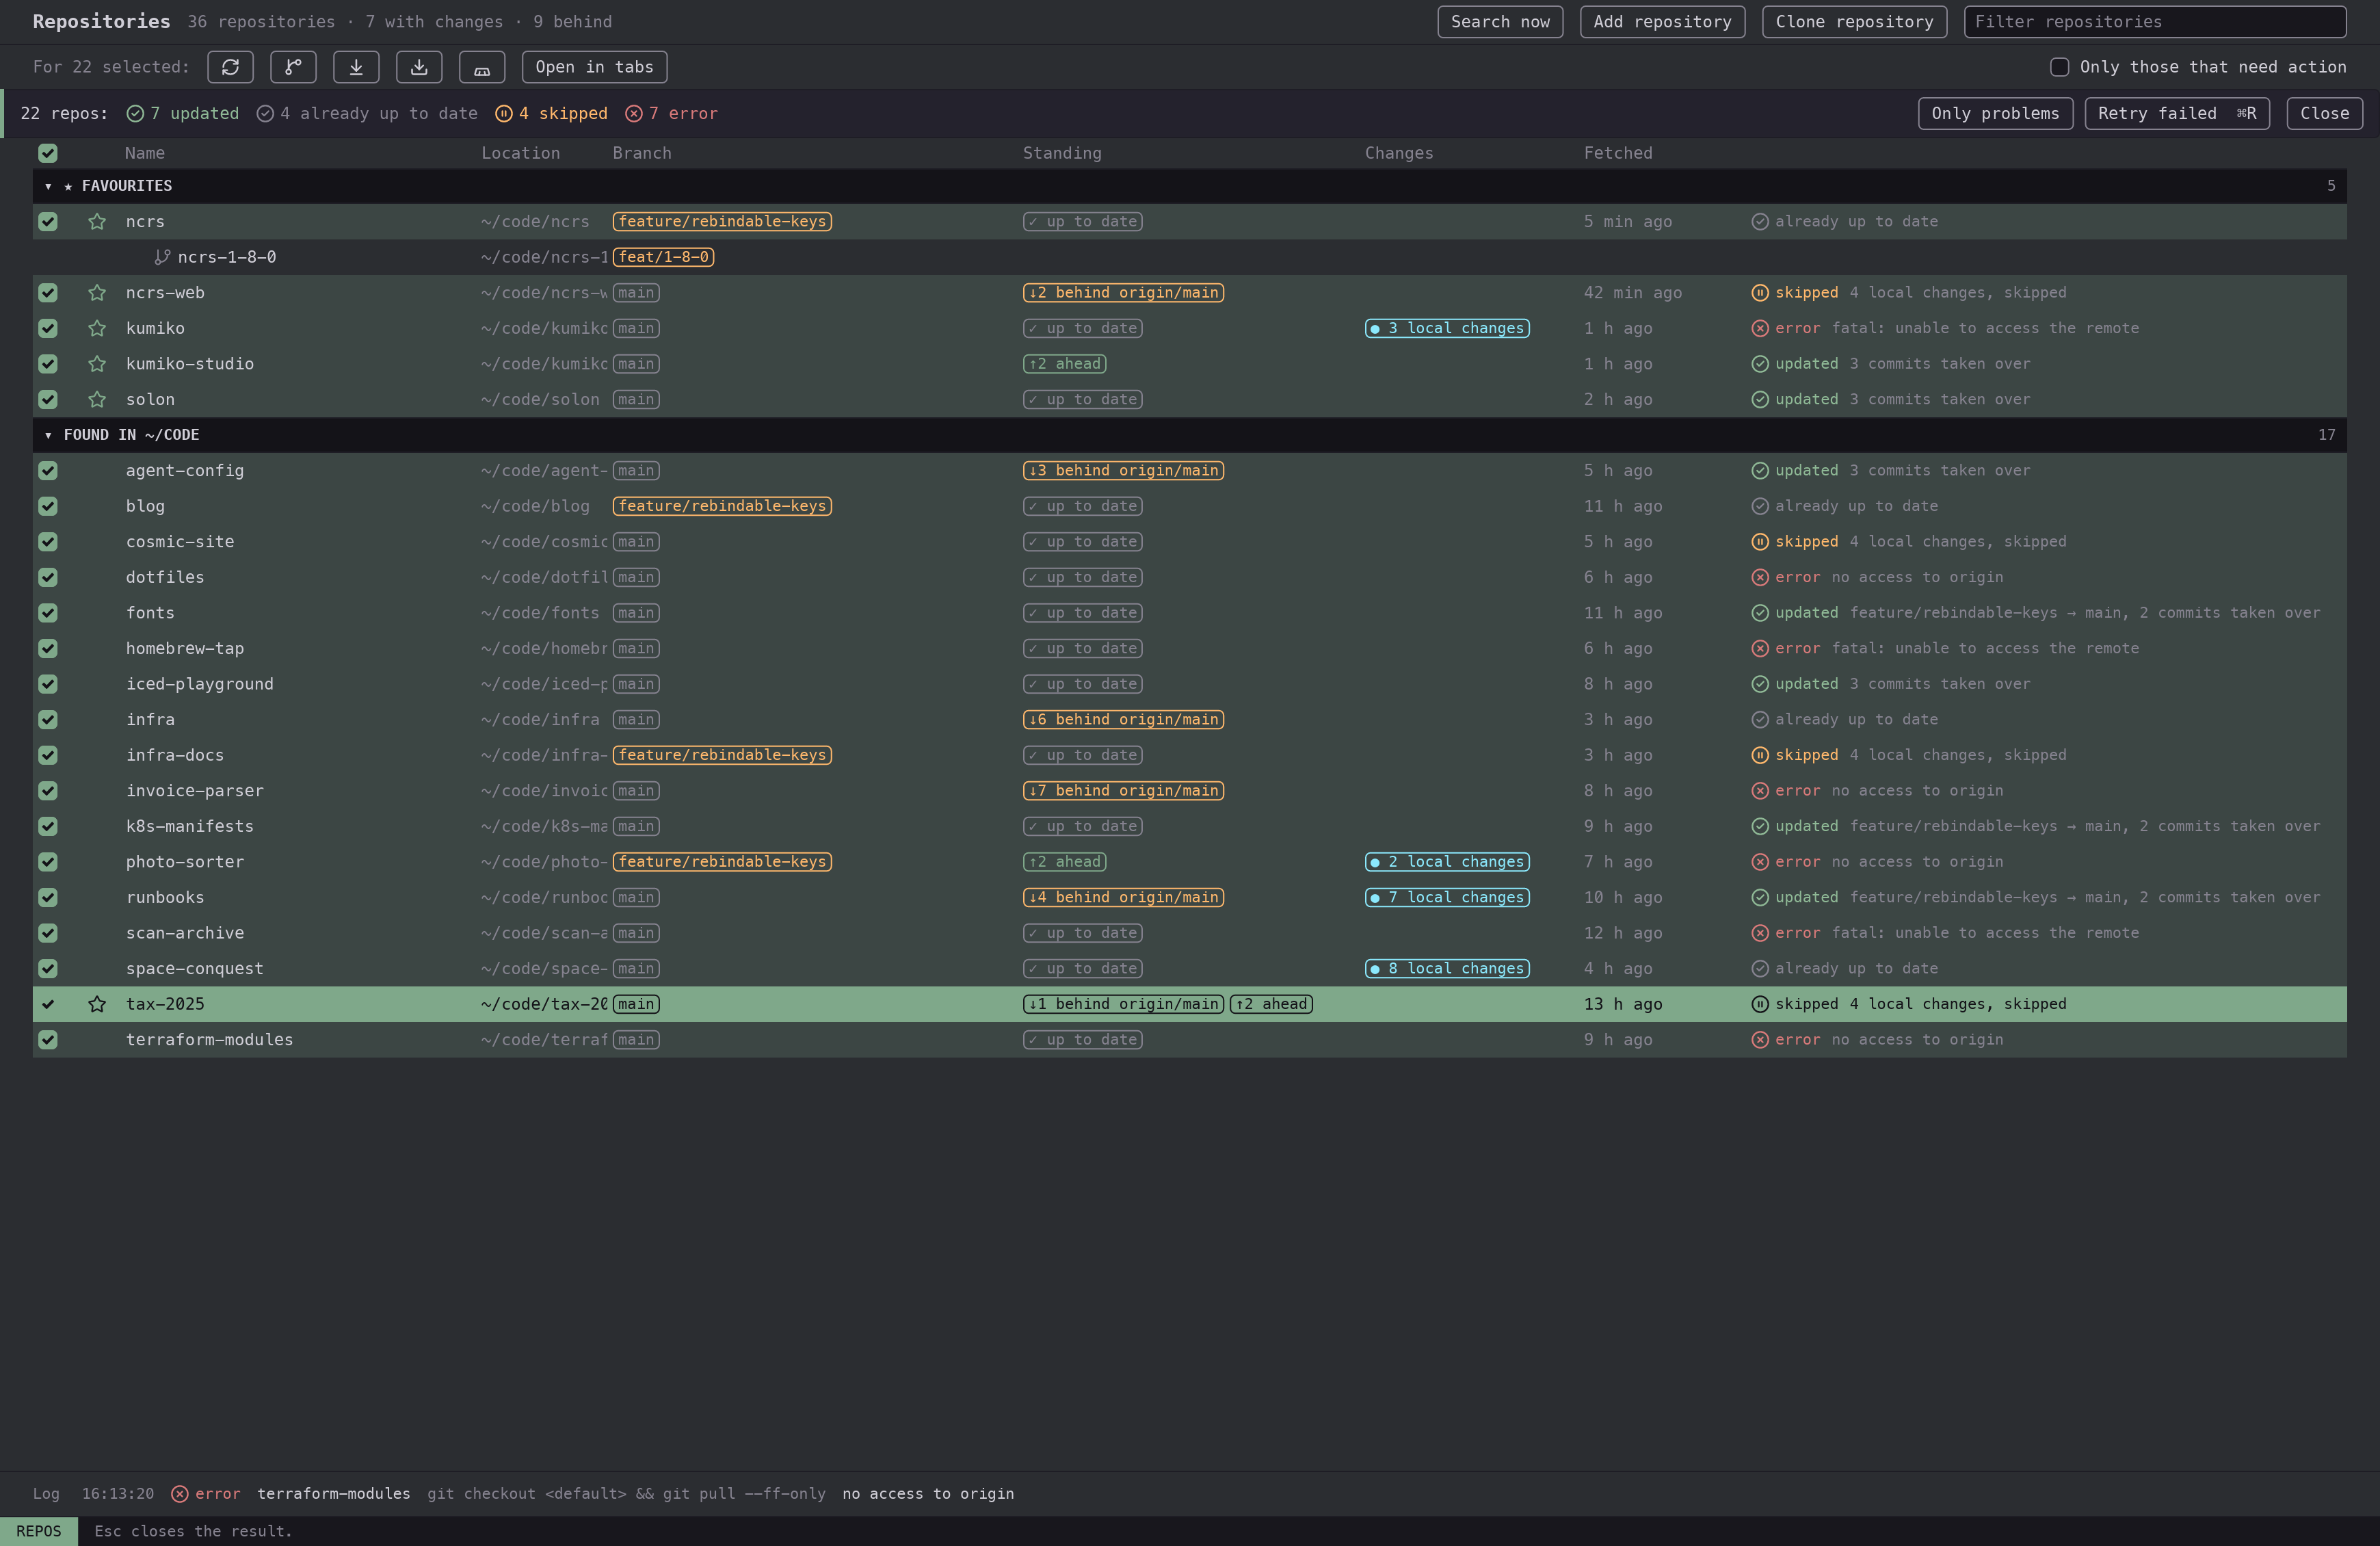 Repositories 36 repositories · 7 with changes · 9 behind Search now Add repository Clone repository Filter repositories
For 22 selected: Open in tabs Only those that need action
22 repos: 7 updated 4 already up to date 4 skipped 7 error Only problems Retry failed ⌘R Close
Name Location Branch Standing Changes Fetched
▾ ★ FAVOURITES 5
ncrs ~/code/ncrs feature/rebindable-keys ✓ up to date 5 min ago already up to date
ncrs-1-8-0 ~/code/ncrs-1 feat/1-8-0
ncrs-web ~/code/ncrs-w main ↓2 behind origin/main 42 min ago skipped 4 local changes, skipped
kumiko ~/code/kumiko main ✓ up to date ● 3 local changes 1 h ago error fatal: unable to access the remote
kumiko-studio ~/code/kumiko main ↑2 ahead 1 h ago updated 3 commits taken over
solon ~/code/solon main ✓ up to date 2 h ago updated 3 commits taken over
▾ FOUND IN ~/CODE 17
agent-config ~/code/agent- main ↓3 behind origin/main 5 h ago updated 3 commits taken over
blog ~/code/blog feature/rebindable-keys ✓ up to date 11 h ago already up to date
cosmic-site ~/code/cosmic main ✓ up to date 5 h ago skipped 4 local changes, skipped
dotfiles ~/code/dotfil main ✓ up to date 6 h ago error no access to origin
fonts ~/code/fonts main ✓ up to date 11 h ago updated feature/rebindable-keys → main, 2 commits taken over
homebrew-tap ~/code/homebr main ✓ up to date 6 h ago error fatal: unable to access the remote
iced-playground ~/code/iced-p main ✓ up to date 8 h ago updated 3 commits taken over
infra ~/code/infra main ↓6 behind origin/main 3 h ago already up to date
infra-docs ~/code/infra- feature/rebindable-keys ✓ up to date 3 h ago skipped 4 local changes, skipped
invoice-parser ~/code/invoic main ↓7 behind origin/main 8 h ago error no access to origin
k8s-manifests ~/code/k8s-ma main ✓ up to date 9 h ago updated feature/rebindable-keys → main, 2 commits taken over
photo-sorter ~/code/photo- feature/rebindable-keys ↑2 ahead ● 2 local changes 7 h ago error no access to origin
runbooks ~/code/runboo main ↓4 behind origin/main ● 7 local changes 10 h ago updated feature/rebindable-keys → main, 2 commits taken over
scan-archive ~/code/scan-a main ✓ up to date 12 h ago error fatal: unable to access the remote
space-conquest ~/code/space- main ✓ up to date ● 8 local changes 4 h ago already up to date
tax-2025 ~/code/tax-20 main ↓1 behind origin/main ↑2 ahead 13 h ago skipped 4 local changes, skipped
terraform-modules ~/code/terraf main ✓ up to date 9 h ago error no access to origin
Log 16:13:20 error terraform-modules git checkout <default> && git pull --ff-only no access to origin
REPOS Esc closes the result.